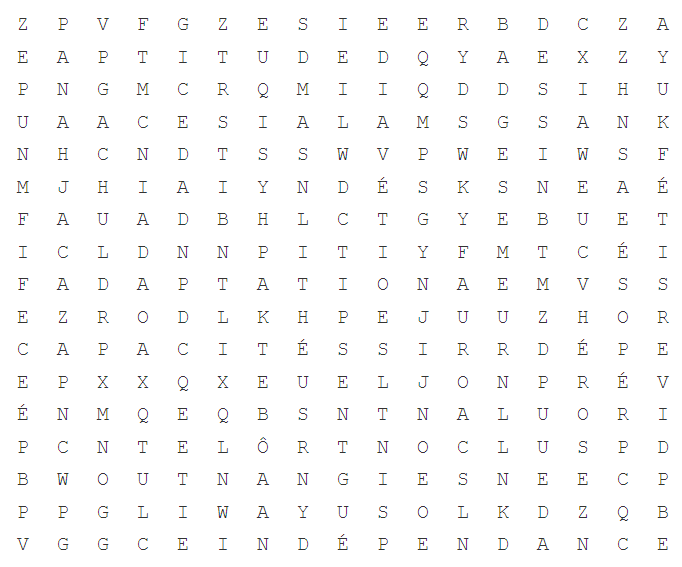 Z P V F G Z E S I E E R B D C Z A
E A P T I T U D E D Q Y A E X Z Y
P N G M C R Q M I I Q D D S I H U
U A A C E S I A L A M S G S A N K
N H C N D T S S W V P W E I W S F
M J H I A I Y N D É S K S N E A É
F A U A D B H L C T G Y E B U E T
I C L D N N P I T I Y F M T C É I
F A D A P T A T I O N A E M V S S
E Z R O D L K H P E J U U Z H O R
C A P A C I T É S S I R R D É P E
E P X X Q X E U E L J O N P R É V
É N M Q E Q B S N T N A L U O R I
P C N T E L Ô R T N O C L U S P D
B W O U T N A N G I E S N E E C P
P P G L I W A Y U S O L K D Z Q B
V G G C E I N D É P E N D A N C E